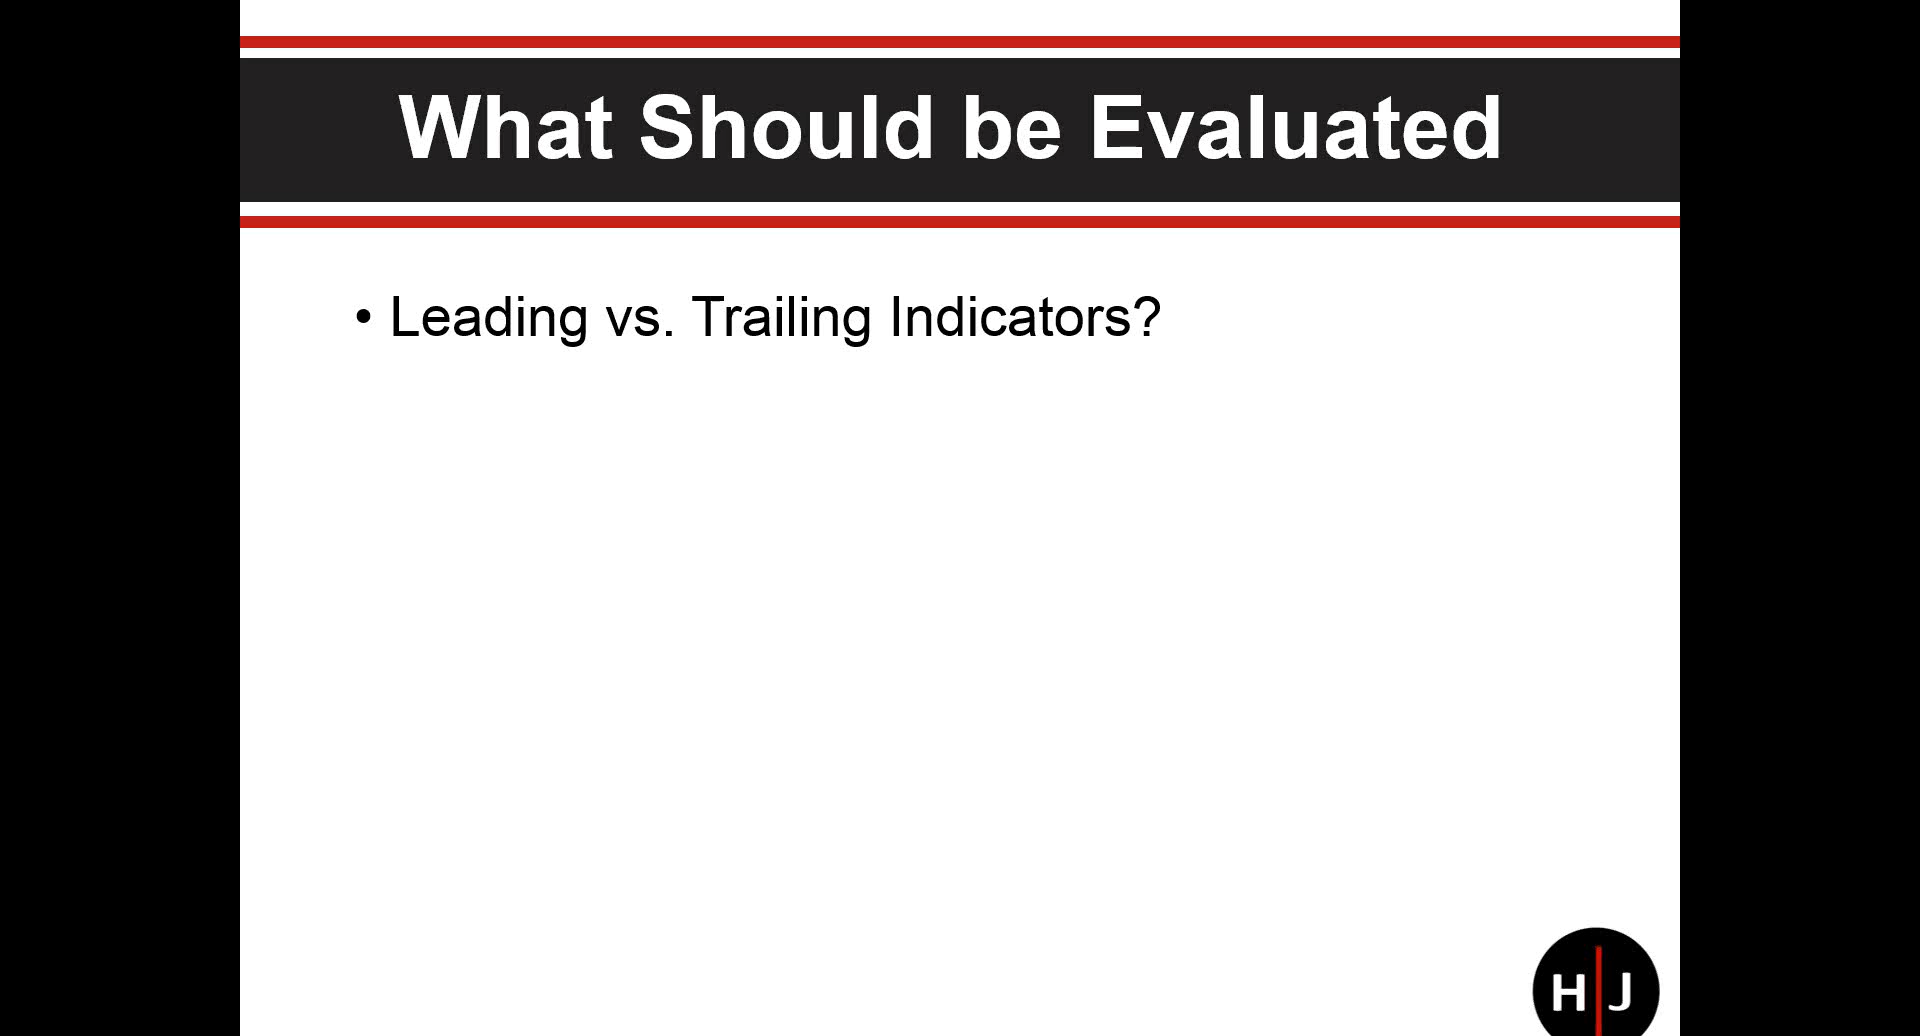 What Should be Evaluated
• Leading vs. Trailing Indicators?
H J